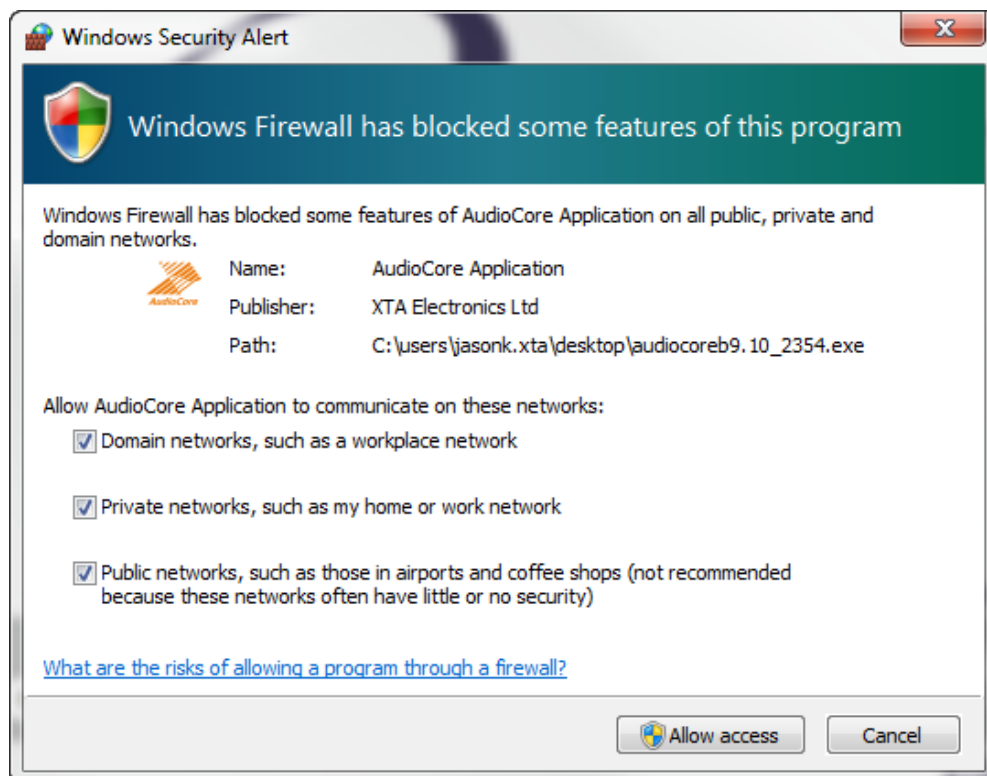 Windows Security Alert
Windows Firewall has blocked some features of this program
Windows Firewall has blocked some features of AudioCore Application on all public, private and
domain networks.
Name: AudioCore Application
AudioCore
Publisher: XTA Electronics Ltd
Path: C:\users\jasonk.xta\desktop\audiocoreb9.10_2354.exe
Allow AudioCore Application to communicate on these networks:
Domain networks, such as a workplace network
Private networks, such as my home or work network
Public networks, such as those in airports and coffee shops (not recommended
because these networks often have little or no security)
What are the risks of allowing a program through a firewall?
Allow access Cancel